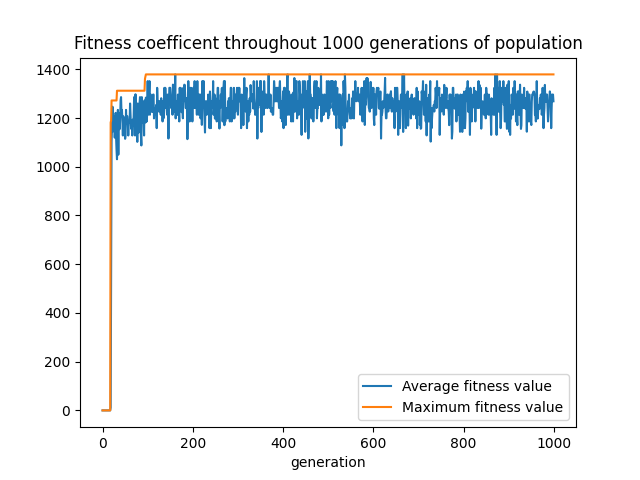 Fitness coefficent throughout 1000 generations of population
1400
1200
1000
800
600
400
200
0
Average fitness value
Maximum fitness value
0 200 400 600 800 1000
generation